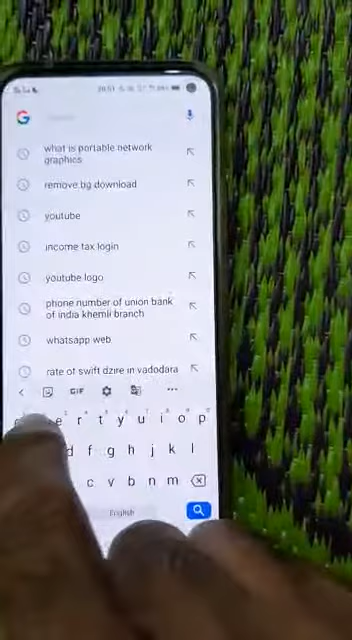 what is portable network
graphics
remove.bg download
youtube
income tax login
youtube logo
phone number of union bank
of india khemli branch
whatsapp web
rate of swift dzire in vadodara
GIF
e r t y u i o p
d f g h j k l
c v b n m
English